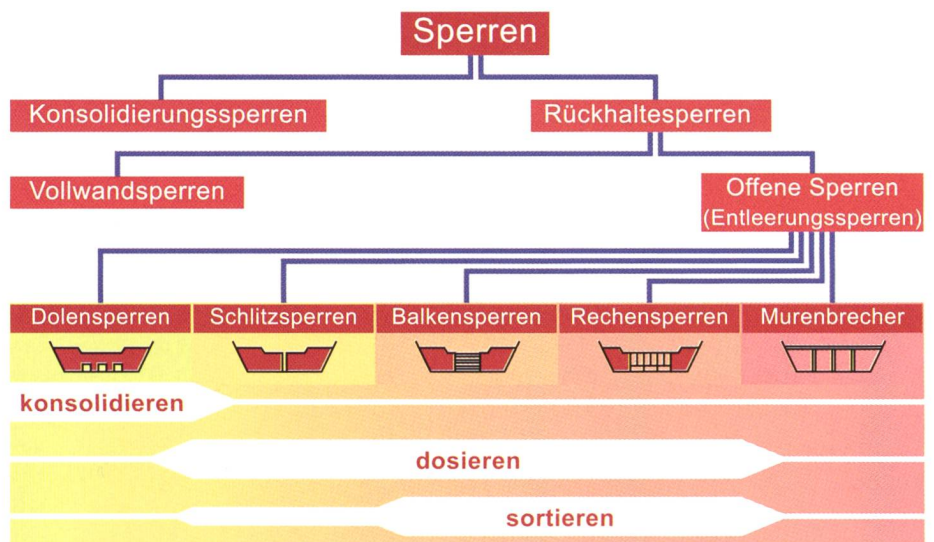 Sperren
Konsolidierungssperren
Rückhaltesperren
Vollwandsperren
Offene Sperren
(Entleerungssperren)
Dolensperren
Schlitzsperren
Balkensperren
Rechensperren
Murenbrecher
konsolidieren
dosieren
sortieren